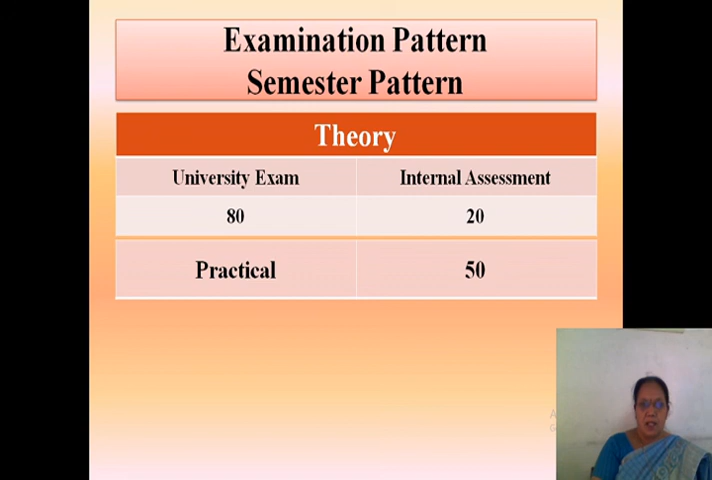 Examination Pattern
Semester Pattern
Theory
University Exam Internal Assessment
80 20
Practical 50